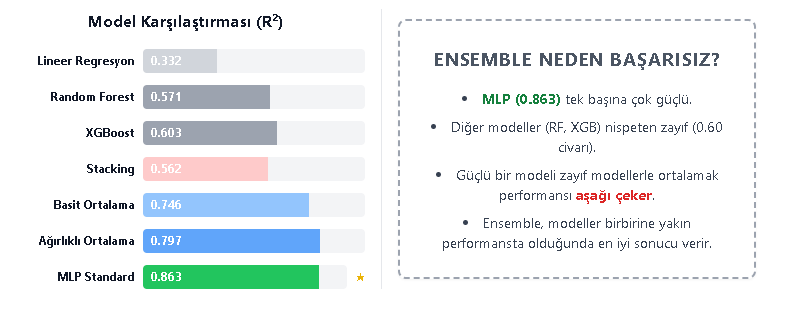 Model Karşılaştırması (R²)
Lineer Regresyon 0.332
Random Forest 0.571
XGBoost 0.603
Stacking 0.562
Basit Ortalama 0.746
Ağırlıklı Ortalama 0.797
MLP Standard 0.863 ★
ENSEMBLE NEDEN BAŞARISIZ?
• MLP (0.863) tek başına çok güçlü.
• Diğer modeller (RF, XGB) nispeten zayıf (0.60
civarı).
• Güçlü bir modeli zayıf modellerle ortalamak
performansı aşağı çeker.
• Ensemble, modeller birbirine yakın
performansta olduğunda en iyi sonucu verir.